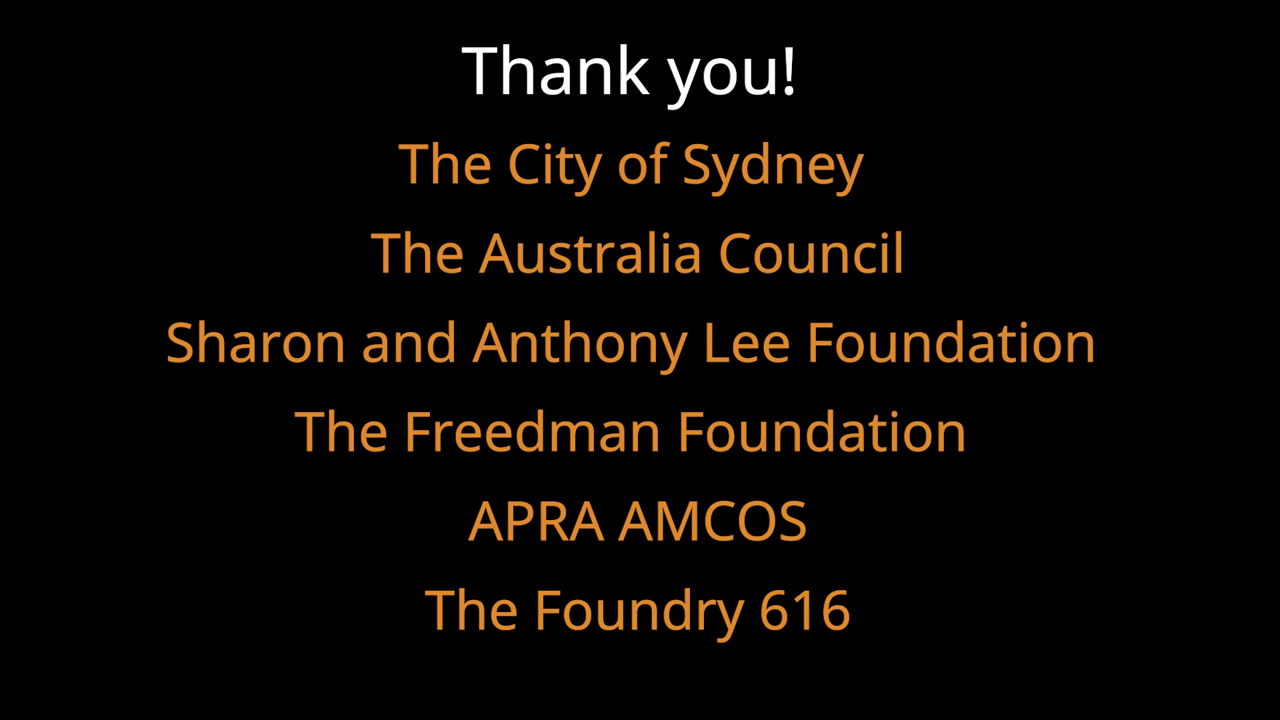 Thank you!
The City of Sydney
The Australia Council
Sharon and Anthony Lee Foundation
The Freedman Foundation
APRA AMCOS
The Foundry 616